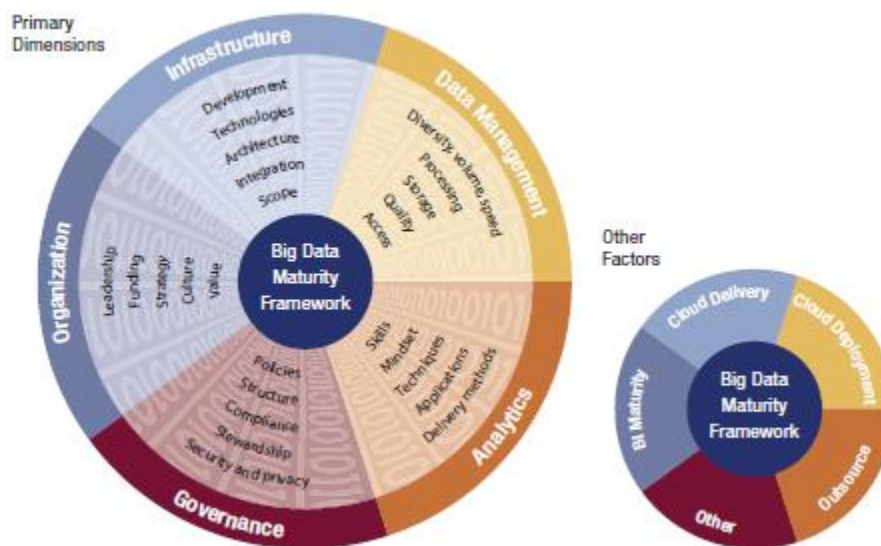 Primary
Dimensions
Infrastructure
Development
Technologies
Architecture
Integration
Scope
Data Management
Diversity, volume, speed
Processing
Storage
Quality
Access
Organization
Leadership
Funding
Strategy
Culture
Value
Big Data
Maturity
Framework
Skills
Mindset
Techniques
Applications
Delivery methods
Analytics
Policies
Structure
Compliance
Stewardship
Security and privacy
Governance
Other
Factors
Cloud Delivery
Cloud Deployment
BI Maturity
Big Data
Maturity
Framework
Outsource
Other